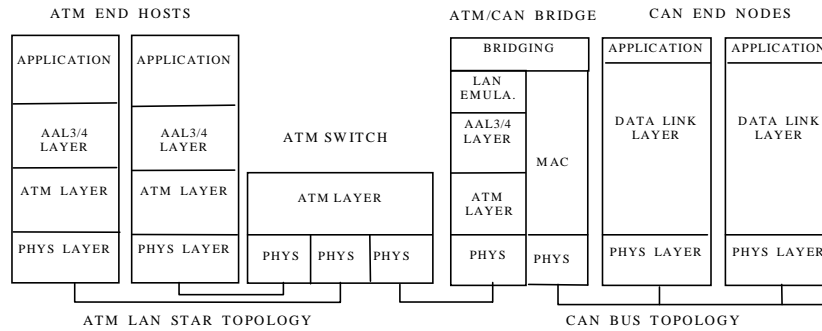 ATM END HOSTS
ATM/CAN BRIDGE
CAN END NODES
APPLICATION
APPLICATION
BRIDGING
APPLICATION
APPLICATION
LAN
EMULA.
AAL3/4
LAYER
AAL3/4
LAYER
ATM SWITCH
AAL3/4
LAYER
MAC
DATA LINK
LAYER
DATA LINK
LAYER
ATM LAYER
ATM LAYER
ATM LAYER
ATM
LAYER
PHYS LAYER
PHYS LAYER
PHYS
PHYS
PHYS
PHYS
PHYS
PHYS LAYER
PHYS LAYER
ATM LAN STAR TOPOLOGY
CAN BUS TOPOLOGY